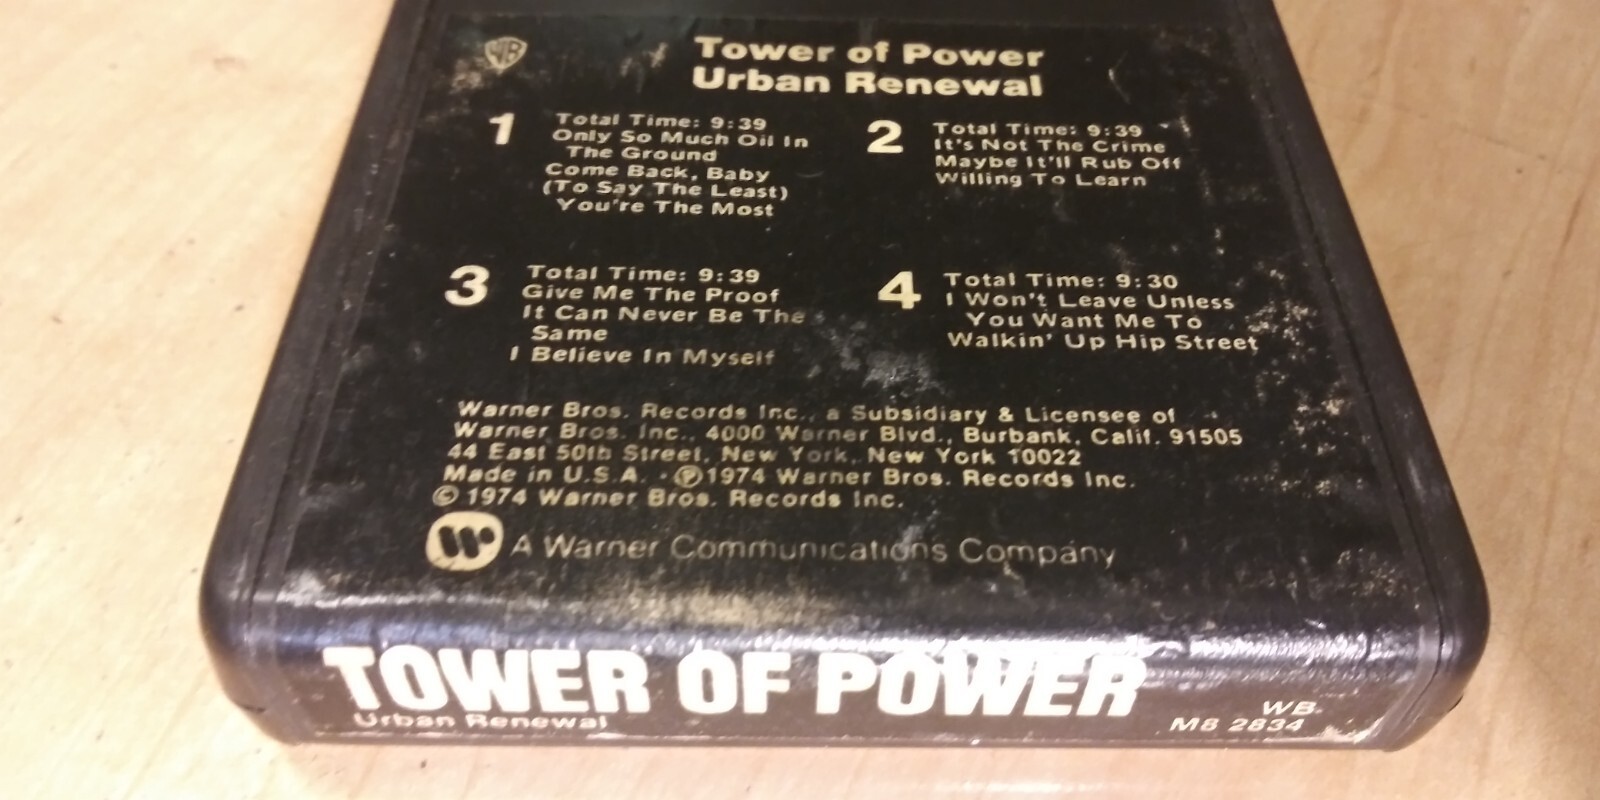 WB
Tower of Power
Urban Renewal
1
Total Time: 9:39
Only So Much Oil In
The Ground
Come Back, Baby
(To Say The Least)
You're The Most
2
Total Time: 9:39
It's Not The Crime
Maybe It'll Rub Off
Willing To Learn
3
Total Time: 9:39
Give Me The Proof
It Can Never Be The
Same
I Believe In Myself
4
Total Time: 9:30
I Won't Leave Unless
You Want Me To
Walkin' Up Hip Street
Warner Bros. Records Inc., a Subsidiary & Licensee of
Warner Bros. Inc., 4000 Warner Blvd., Burbank, Calif. 91505
44 East 50th Street, New York, New York 10022
Made in U.S.A. · ℗1974 Warner Bros. Records Inc.
© 1974 Warner Bros. Records Inc.
A Warner Communications Company
TOWER OF POWER
Urban Renewal
WB
M8 2834